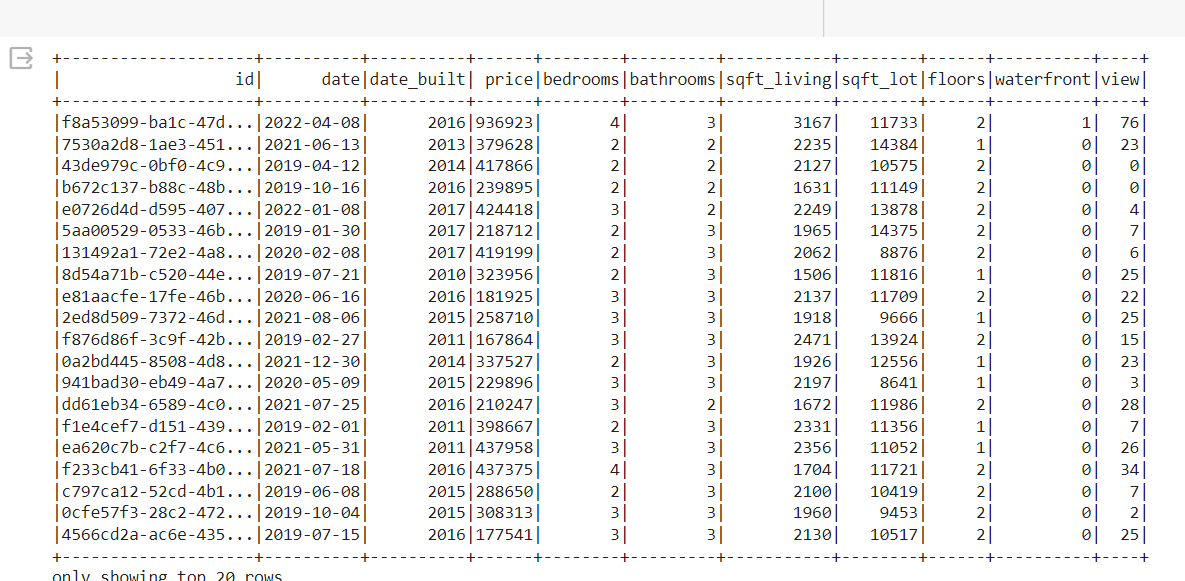 +--------------------+----------+----------+------+--------+---------+-----------+--------+------+----------+----+
|                  id|      date|date_built| price|bedrooms|bathrooms|sqft_living|sqft_lot|floors|waterfront|view|
+--------------------+----------+----------+------+--------+---------+-----------+--------+------+----------+----+
|f8a53099-ba1c-47d...|2022-04-08|      2016|936923|       4|        3|       3167|   11733|     2|         1|  76|
|7530a2d8-1ae3-451...|2021-06-13|      2013|379628|       2|        2|       2235|   14384|     1|         0|  23|
|43de979c-0bf0-4c9...|2019-04-12|      2014|417866|       2|        2|       2127|   10575|     2|         0|   0|
|b672c137-b88c-48b...|2019-10-16|      2016|239895|       2|        2|       1631|   11149|     2|         0|   0|
|e0726d4d-d595-407...|2022-01-08|      2017|424418|       3|        2|       2249|   13878|     2|         0|   4|
|5aa00529-0533-46b...|2019-01-30|      2017|218712|       2|        3|       1965|   14375|     2|         0|   7|
|131492a1-72e2-4a8...|2020-02-08|      2017|419199|       2|        3|       2062|    8876|     2|         0|   6|
|8d54a71b-c520-44e...|2019-07-21|      2010|323956|       2|        3|       1506|   11816|     1|         0|  25|
|e81aacfe-17fe-46b...|2020-06-16|      2016|181925|       3|        3|       2137|   11709|     2|         0|  22|
|2ed8d509-7372-46d...|2021-08-06|      2015|258710|       3|        3|       1918|    9666|     1|         0|  25|
|f876d86f-3c9f-42b...|2019-02-27|      2011|167864|       3|        3|       2471|   13924|     2|         0|  15|
|0a2bd445-8508-4d8...|2021-12-30|      2014|337527|       2|        3|       1926|   12556|     1|         0|  23|
|941bad30-eb49-4a7...|2020-05-09|      2015|229896|       3|        3|       2197|    8641|     1|         0|   3|
|dd61eb34-6589-4c0...|2021-07-25|      2016|210247|       3|        2|       1672|   11986|     2|         0|  28|
|f1e4cef7-d151-439...|2019-02-01|      2011|398667|       2|        3|       2331|   11356|     1|         0|   7|
|ea620c7b-c2f7-4c6...|2021-05-31|      2011|437958|       3|        3|       2356|   11052|     1|         0|  26|
|f233cb41-6f33-4b0...|2021-07-18|      2016|437375|       4|        3|       1704|   11721|     2|         0|  34|
|c797ca12-52cd-4b1...|2019-06-08|      2015|288650|       2|        3|       2100|   10419|     2|         0|   7|
|0cfe57f3-28c2-472...|2019-10-04|      2015|308313|       3|        3|       1960|    9453|     2|         0|   2|
|4566cd2a-ac6e-435...|2019-07-15|      2016|177541|       3|        3|       2130|   10517|     2|         0|  25|
+--------------------+----------+----------+------+--------+---------+-----------+--------+------+----------+----+
only showing top 20 rows